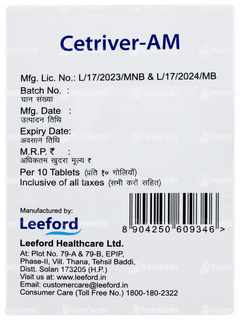 Cetriver-AM
Mfg. Lic. No.: L/17/2023/MNB & L/17/2024/MB
Batch No. :
घान संख्या
Mfg. Date :
उत्पादन तिथि
Expiry Date:
अवसान तिथि
M.R.P. ₹ :
अधिकतम खुदरा मूल्य ₹
Per 10 Tablets (प्रति १० गोलियाँ)
Inclusive of all taxes (सभी करों सहित)
Manufactured by:
Leeford
Leeford Healthcare Ltd.
At: Plot No. 79-A & 79-B, EPIP,
Phase-II, Vill. Thana, Tehsil Baddi,
Distt. Solan 173205 (H.P.)
Visit us at: www.leeford.in
Email: customercare@leeford.in
Consumer Care (Toll Free No.) 1800-180-2322
8 904250 609346 >